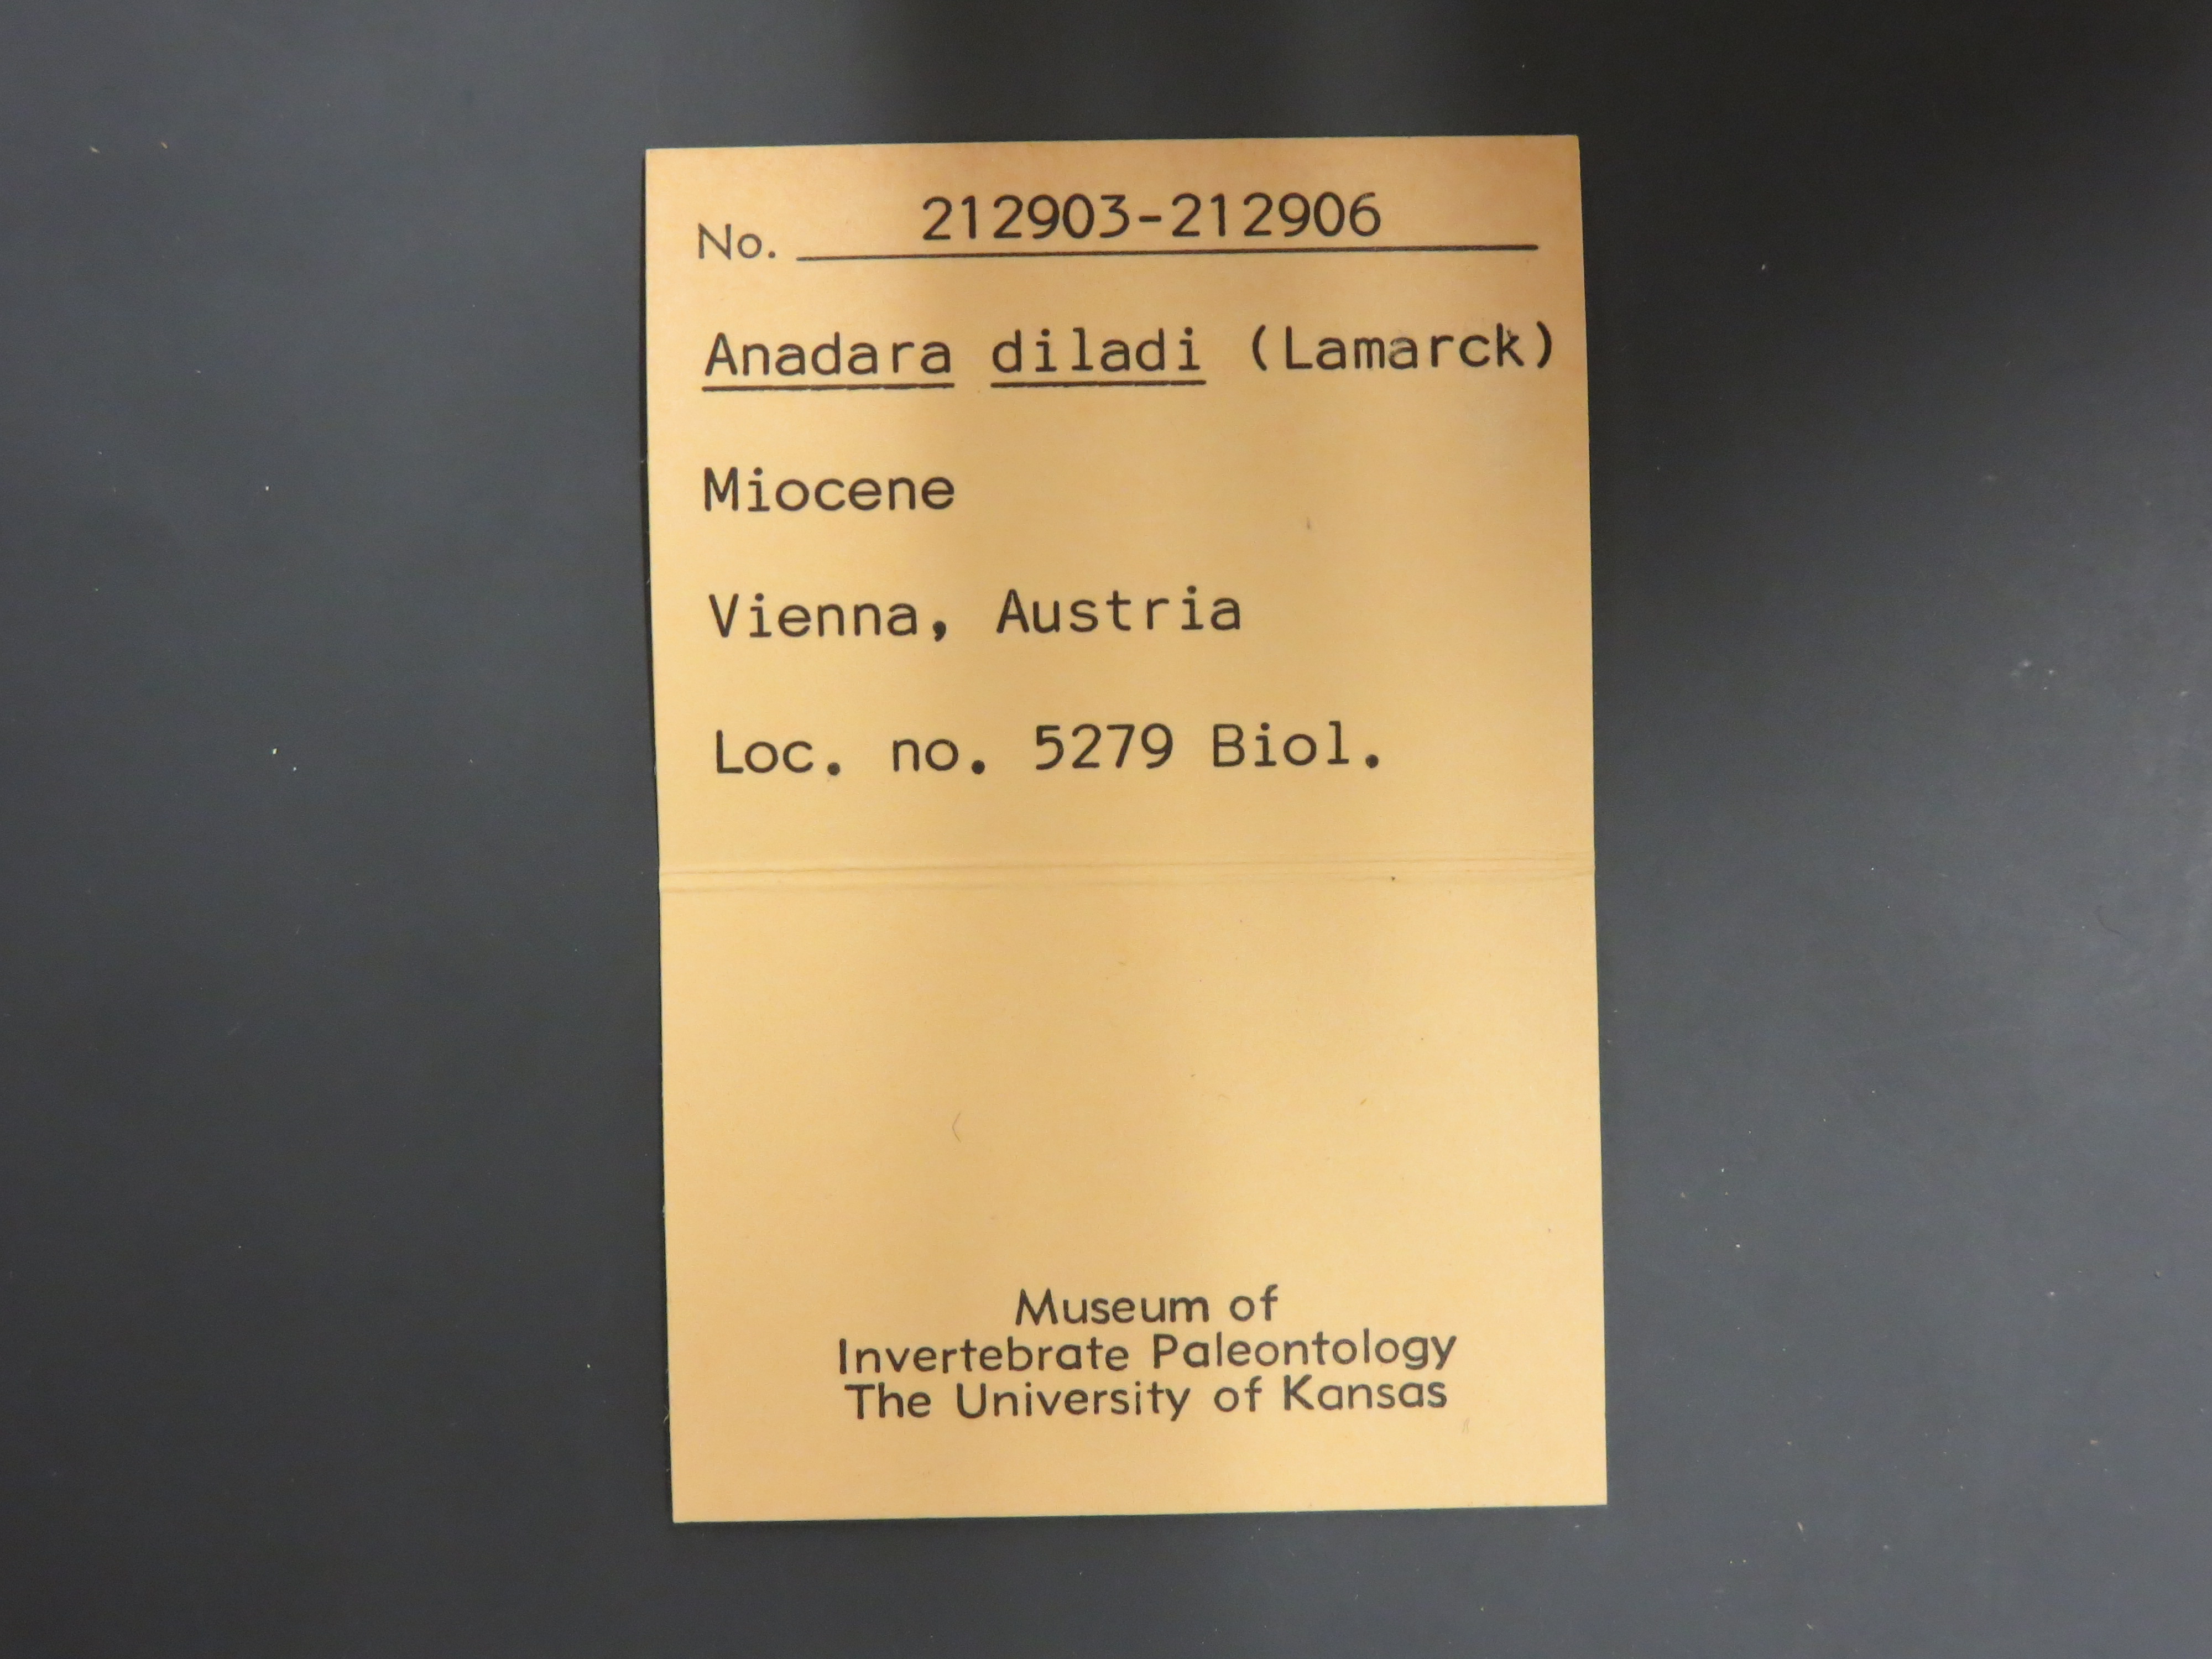 No. 212903-212906
Anadara diladi (Lamarck)
Miocene
Vienna, Austria
Loc. no. 5279 Biol.
Museum of
Invertebrate Paleontology
The University of Kansas